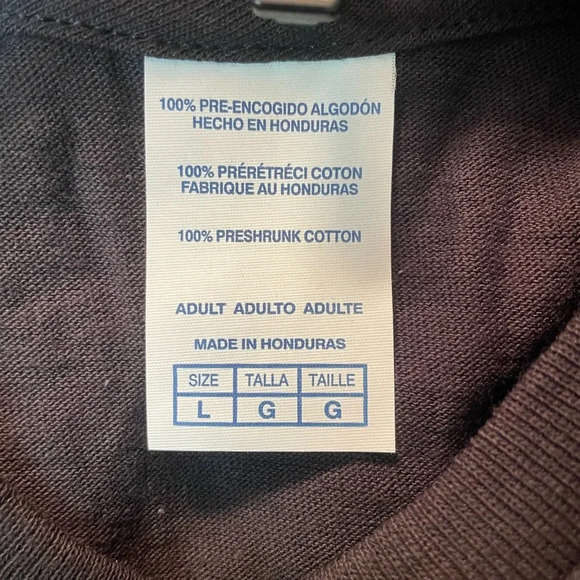 100% PRE-ENCOGIDO ALGODÓN
HECHO EN HONDURAS
100% PRÉRÉTRÉCI COTON
FABRIQUE AU HONDURAS
100% PRESHRUNK COTTON
ADULT ADULTO ADULTE
MADE IN HONDURAS
SIZE TALLA TAILLE
L G G